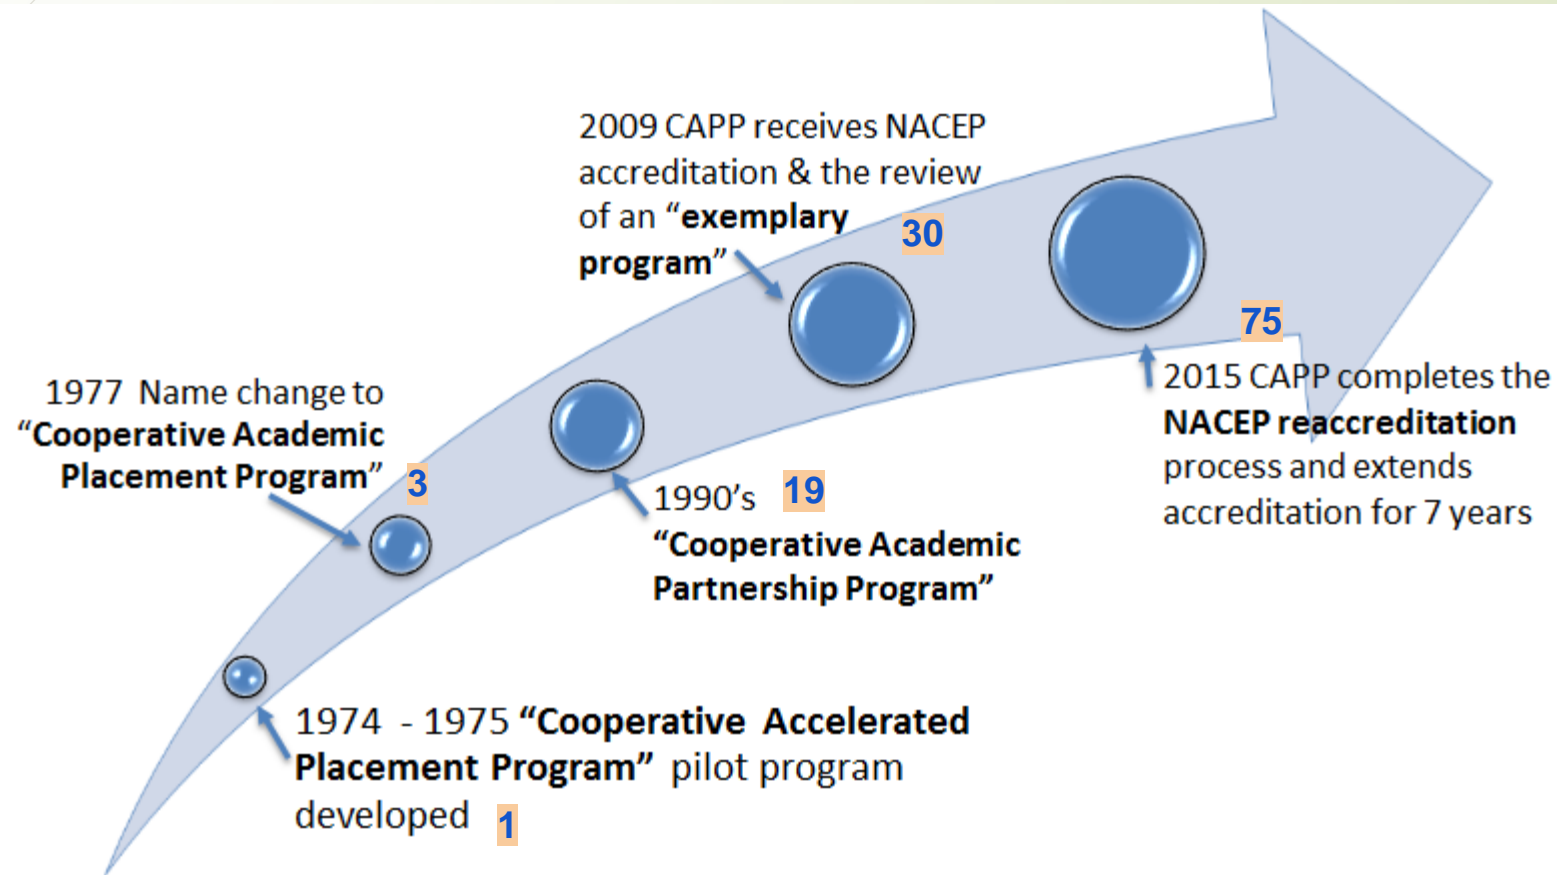 2009 CAPP receives NACEP
accreditation & the review
of an “exemplary
program”
30
75
2015 CAPP completes the
NACEP reaccreditation
process and extends
accreditation for 7 years
1977 Name change to
“Cooperative Academic
Placement Program”
3
1990’s 19
“Cooperative Academic
Partnership Program”
1974 - 1975 “Cooperative Accelerated
Placement Program” pilot program
developed 1